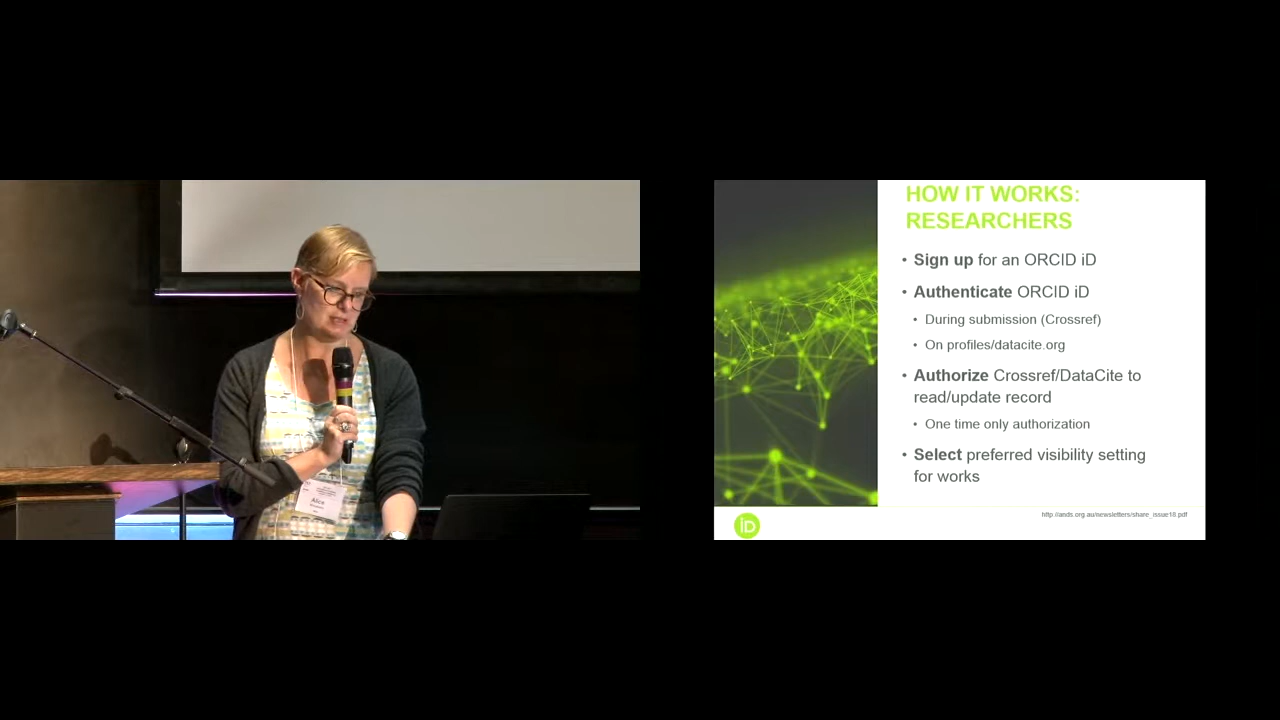 Alice
HOW IT WORKS:
RESEARCHERS
• Sign up for an ORCID iD
• Authenticate ORCID iD
• During submission (Crossref)
• On profiles/datacite.org
• Authorize Crossref/DataCite to
read/update record
• One time only authorization
• Select preferred visibility setting
for works
http://ands.org.au/newsletters/share_issue18.pdf
iD